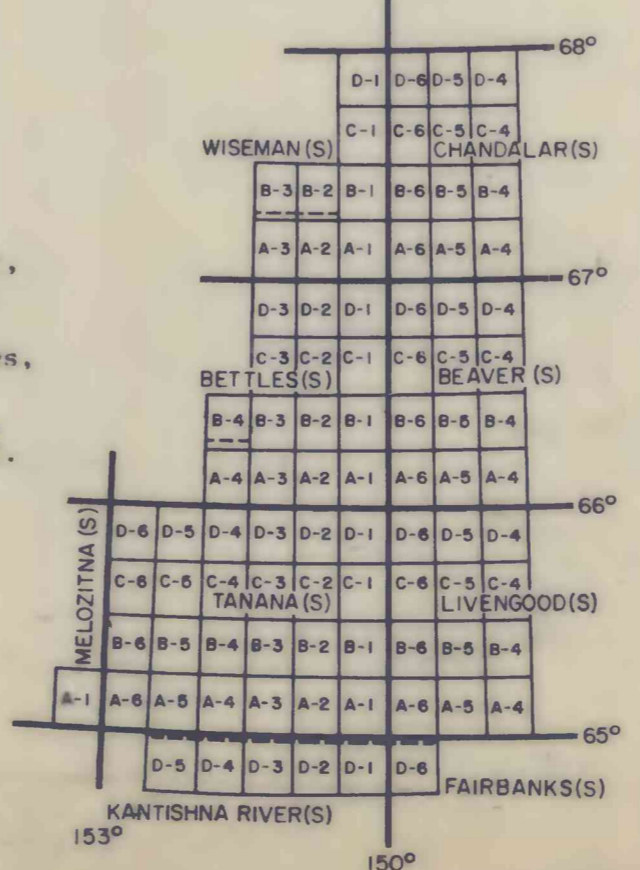 68°
D-1 D-6 D-5 D-4
C-1 C-6 C-5 C-4
WISEMAN (S) CHANDALAR (S)
B-3 B-2 B-1 B-6 B-5 B-4
A-3 A-2 A-1 A-6 A-5 A-4
,
67°
D-3 D-2 D-1 D-6 D-5 D-4
s,
C-3 C-2 C-1 C-6 C-5 C-4
BETTLES (S) BEAVER (S)
B-4 B-3 B-2 B-1 B-6 B-5 B-4
.
A-4 A-3 A-2 A-1 A-6 A-5 A-4
66°
MELOZITNA (S)
D-6 D-5 D-4 D-3 D-2 D-1 D-6 D-5 D-4
C-6 C-5 C-4 C-3 C-2 C-1 C-6 C-5 C-4
TANANA (S) LIVENGOOD (S)
B-6 B-5 B-4 B-3 B-2 B-1 B-6 B-5 B-4
A-1 A-6 A-5 A-4 A-3 A-2 A-1 A-6 A-5 A-4
65°
D-5 D-4 D-3 D-2 D-1 D-6
FAIRBANKS (S)
KANTISHNA RIVER (S)
153°
150°